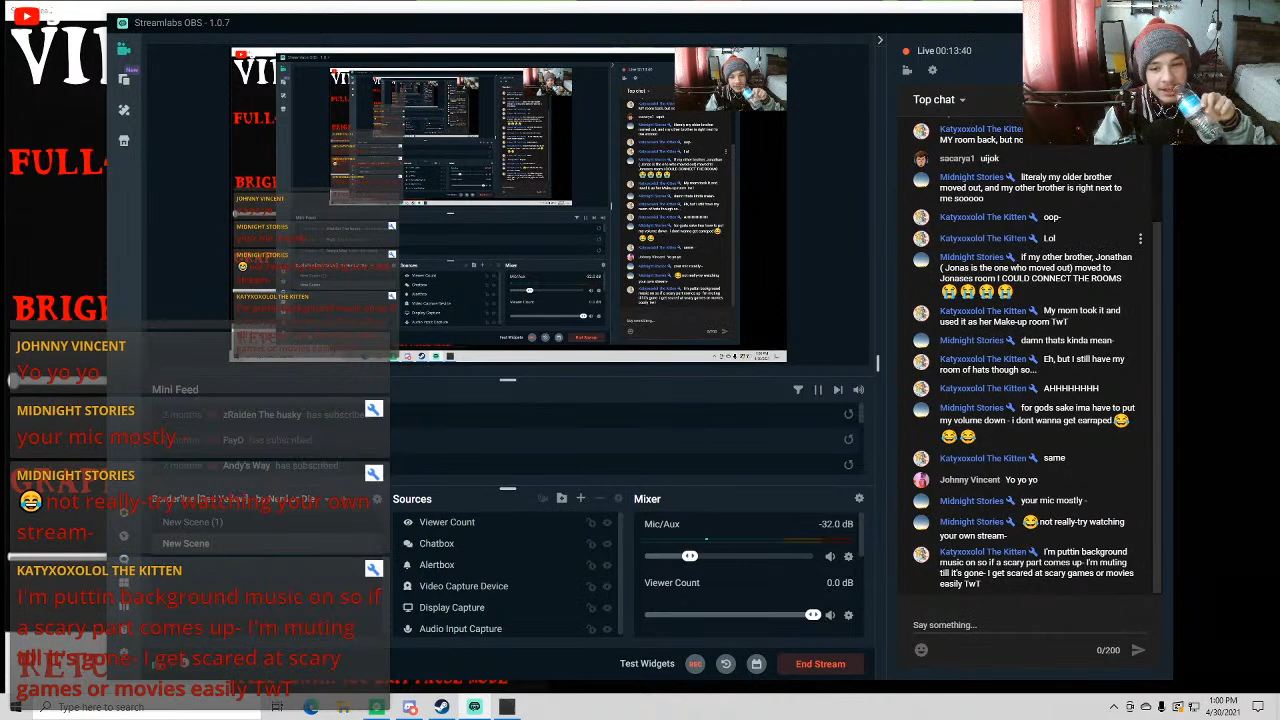 Streamlabs OBS - 1.0.7
VI
FULL-
BRIG
New
Live 00:13:40
Top chat
Katyxoxolol The Kitten
MY room back, but no
sacarya1 uijok
Midnight Stories literaly my older brother
me sooooo
Katyxoxolol The Kitten oop-
Katyxoxolol The Kitten Lol
Midnight Stories if my other brother, Jonathan
( Jonas is the one who moved out) moved to
Jonases room I COULD CONNECT THE ROOMS
😭😭😭😭
Katyxoxolol The Kitten My mom took it and
used it as her Make-up room TwT
Midnight Stories damn thats kinda mean-
Katyxoxolol The Kitten Eh, but I still have my
room of hats though so...
Katyxoxolol The Kitten AHHHHHHHH
Midnight Stories for gods sake ima have to put
my volume down - i dont wanna get earraped 😂
😂 😂
Katyxoxolol The Kitten same
Johnny Vincent Yo yo yo
Midnight Stories your mic mostly -
Midnight Stories 😂 not really-try watching
your own stream-
Katyxoxolol The Kitten I'm puttin background
music on so if a scary part comes up- I'm muting
till it's gone- I get scared at scary games or movies
easily TwT
Say something...
0/200
JOHNNY VINCENT
Yo yo yo
MIDNIGHT STORIES
your mic mostly -
MIDNIGHT STORIES
😂 not really-try watching your own
stream-
KATYXOXOLOL THE KITTEN
I'm puttin background music on so if
a scary part comes up- I'm muting
till it's gone- I get scared at scary
games or movies easily TwT
Mini Feed
2 months zRaiden The husky has subscribe
FayD has subscribed
2 months Andy's Way has subscribed
New Scene (1)
New Scene
Sources
Viewer Count
Chatbox
Alertbox
Video Capture Device
Display Capture
Audio Input Capture
Mixer
Mic/Aux -32.0 dB
Viewer Count 0.0 dB
Test Widgets
REC
End Stream
Type here to search
1:00 PM
4/30/2021